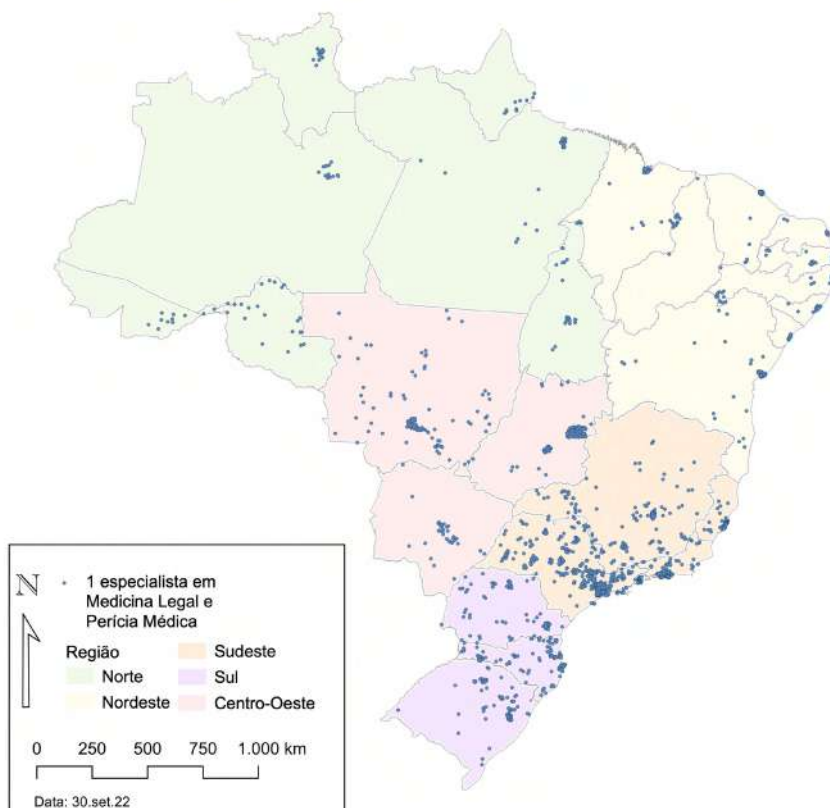 N
1 especialista em
Medicina Legal e
Perícia Médica
Região
Norte
Nordeste
Sudeste
Sul
Centro-Oeste
0 250 500 750 1.000 km
Data: 30.set.22